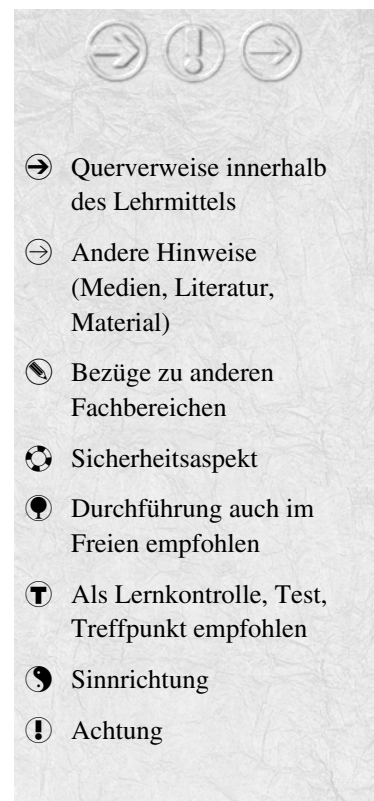 Querverweise innerhalb
des Lehrmittels
Andere Hinweise
(Medien, Literatur,
Material)
Bezüge zu anderen
Fachbereichen
Sicherheitsaspekt
Durchführung auch im
Freien empfohlen
T Als Lernkontrolle, Test,
Treffpunkt empfohlen
Sinnrichtung
! Achtung